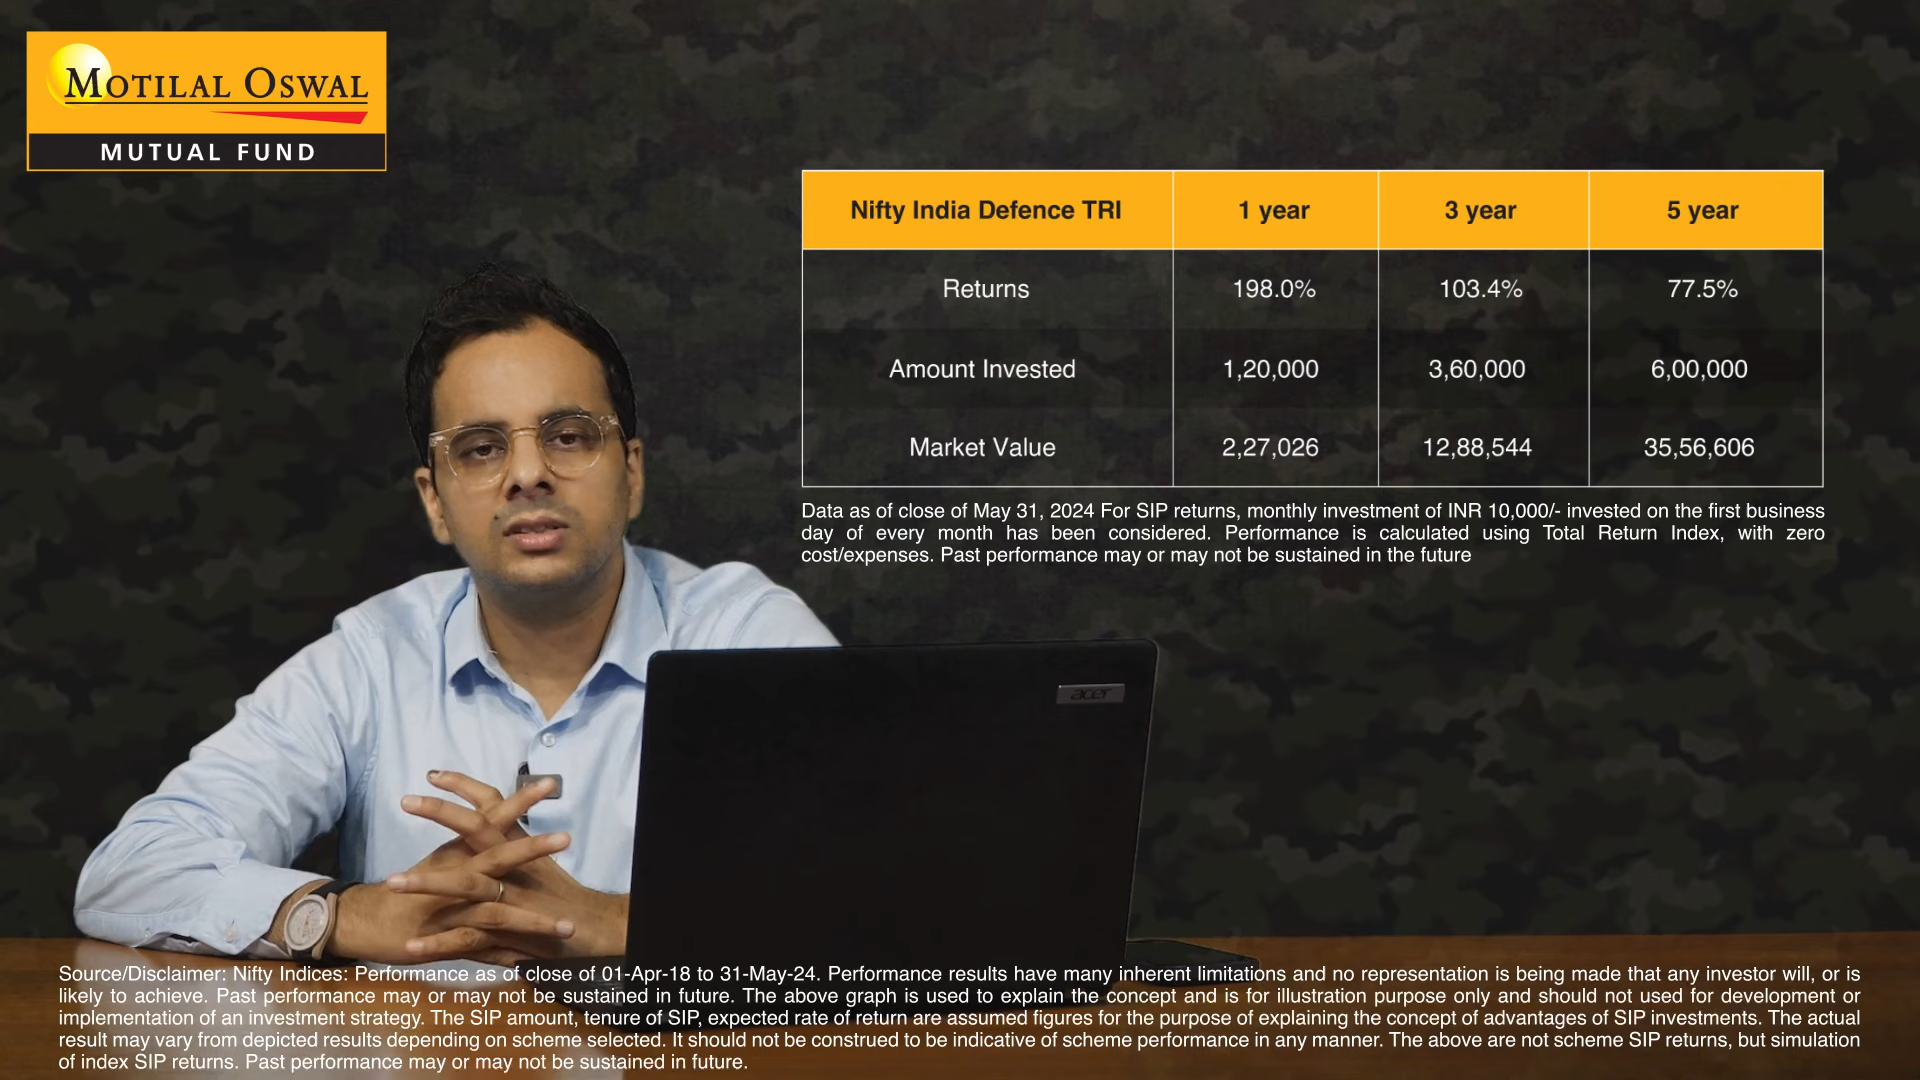 MOTILAL OSWAL
MUTUAL FUND
Nifty India Defence TRI 1 year 3 year 5 year
Returns 198.0% 103.4% 77.5%
Amount Invested 1,20,000 3,60,000 6,00,000
Market Value 2,27,026 12,88,544 35,56,606
Data as of close of May 31, 2024 For SIP returns, monthly investment of INR 10,000/- invested on the first business
day of every month has been considered. Performance is calculated using Total Return Index, with zero
cost/expenses. Past performance may or may not be sustained in the future
acer
Source/Disclaimer: Nifty Indices: Performance as of close of 01-Apr-18 to 31-May-24. Performance results have many inherent limitations and no representation is being made that any investor will, or is
likely to achieve. Past performance may or may not be sustained in future. The above graph is used to explain the concept and is for illustration purpose only and should not used for development or
implementation of an investment strategy. The SIP amount, tenure of SIP, expected rate of return are assumed figures for the purpose of explaining the concept of advantages of SIP investments. The actual
result may vary from depicted results depending on scheme selected. It should not be construed to be indicative of scheme performance in any manner. The above are not scheme SIP returns, but simulation
of index SIP returns. Past performance may or may not be sustained in future.